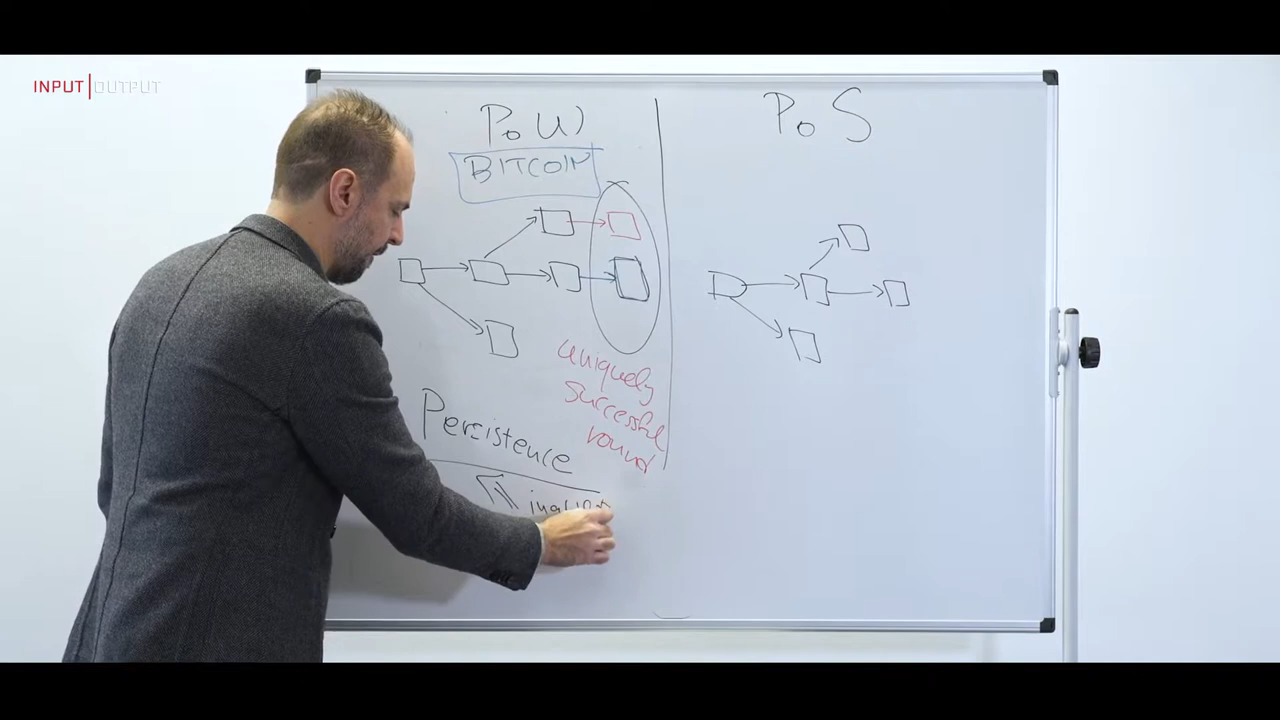 INPUT|OUTPUT
PoW
BITCOIN
uniquely
successful
round
Persistence
PoS